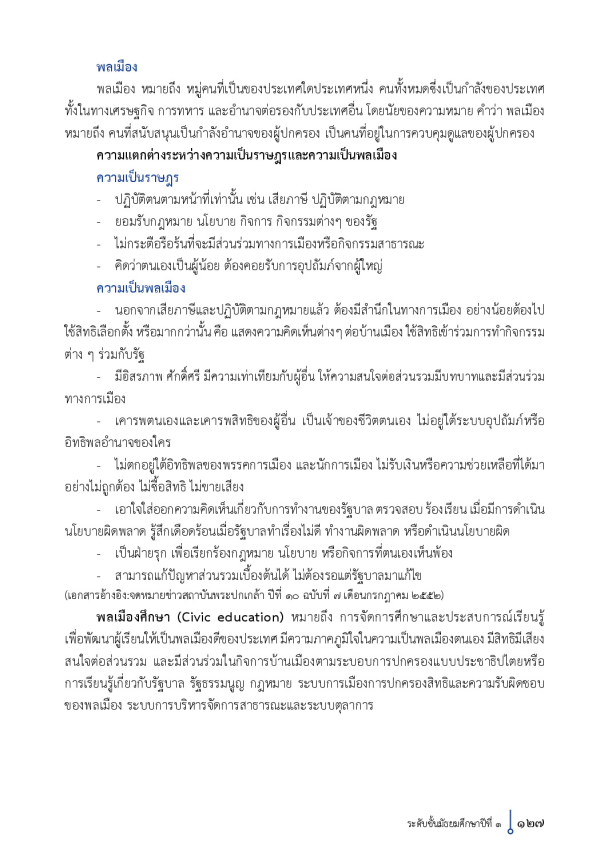 พลเมือง
พลเมือง หมายถึง หมู่คนที่เป็นของประเทศใดประเทศหนึ่ง คนทั้งหมดซึ่งเป็นกำลังของประเทศ
ทั้งในทางเศรษฐกิจ การทหาร และอำนาจต่อรองกับประเทศอื่น โดยนัยของความหมาย คำว่า พลเมือง
หมายถึง คนที่สนับสนุนเป็นกำลังอำนาจของผู้ปกครอง เป็นคนที่อยู่ในการควบคุมดูแลของผู้ปกครอง
ความแตกต่างระหว่างความเป็นราษฎรและความเป็นพลเมือง
ความเป็นราษฎร
- ปฏิบัติตนตามหน้าที่เท่านั้น เช่น เสียภาษี ปฏิบัติตามกฎหมาย
- ยอมรับกฎหมาย นโยบาย กิจการ กิจกรรมต่างๆ ของรัฐ
- ไม่กระตือรือร้นที่จะมีส่วนร่วมทางการเมืองหรือกิจกรรมสาธารณะ
- คิดว่าตนเองเป็นผู้น้อย ต้องคอยรับการอุปถัมภ์จากผู้ใหญ่
ความเป็นพลเมือง
- นอกจากเสียภาษีและปฏิบัติตามกฎหมายแล้ว ต้องมีสำนึกในทางการเมือง อย่างน้อยต้องไป
ใช้สิทธิเลือกตั้ง หรือมากกว่านั้น คือ แสดงความคิดเห็นต่างๆ ต่อบ้านเมือง ใช้สิทธิเข้าร่วมการทำกิจกรรม
ต่าง ๆ ร่วมกับรัฐ
- มีอิสรภาพ ศักดิ์ศรี มีความเท่าเทียมกับผู้อื่น ให้ความสนใจต่อส่วนรวมมีบทบาทและมีส่วนร่วม
ทางการเมือง
- เคารพตนเองและเคารพสิทธิของผู้อื่น เป็นเจ้าของชีวิตตนเอง ไม่อยู่ใต้ระบบอุปถัมภ์หรือ
อิทธิพลอำนาจของใคร
- ไม่ตกอยู่ใต้อิทธิพลของพรรคการเมือง และนักการเมือง ไม่รับเงินหรือความช่วยเหลือที่ได้มา
อย่างไม่ถูกต้อง ไม่ซื้อสิทธิ ไม่ขายเสียง
- เอาใจใส่ออกความคิดเห็นเกี่ยวกับการทำงานของรัฐบาล ตรวจสอบ ร้องเรียน เมื่อมีการดำเนิน
นโยบายผิดพลาด รู้สึกเดือดร้อนเมื่อรัฐบาลทำเรื่องไม่ดี ทำงานผิดพลาด หรือดำเนินนโยบายผิด
- เป็นฝ่ายรุก เพื่อเรียกร้องกฎหมาย นโยบาย หรือกิจการที่ตนเองเห็นพ้อง
- สามารถแก้ปัญหาส่วนรวมเบื้องต้นได้ ไม่ต้องรอแต่รัฐบาลมาแก้ไข
(เอกสารอ้างอิง:จดหมายข่าวสถาบันพระปกเกล้า ปีที่ ๑๐ ฉบับที่ ๗ เดือนกรกฎาคม ๒๕๕๒)
พลเมืองศึกษา (Civic education) หมายถึง การจัดการศึกษาและประสบการณ์เรียนรู้
เพื่อพัฒนาผู้เรียนให้เป็นพลเมืองดีของประเทศ มีความภาคภูมิใจในความเป็นพลเมืองตนเอง มีสิทธิมีเสียง
สนใจต่อส่วนรวม และมีส่วนร่วมในกิจการบ้านเมืองตามระบอบการปกครองแบบประชาธิปไตยหรือ
การเรียนรู้เกี่ยวกับรัฐบาล รัฐธรรมนูญ กฎหมาย ระบบการเมืองการปกครองสิทธิและความรับผิดชอบ
ของพลเมือง ระบบการบริหารจัดการสาธารณะและระบบตุลาการ
ระดับชั้นมัธยมศึกษาปีที่ ๑ ๑๒๗